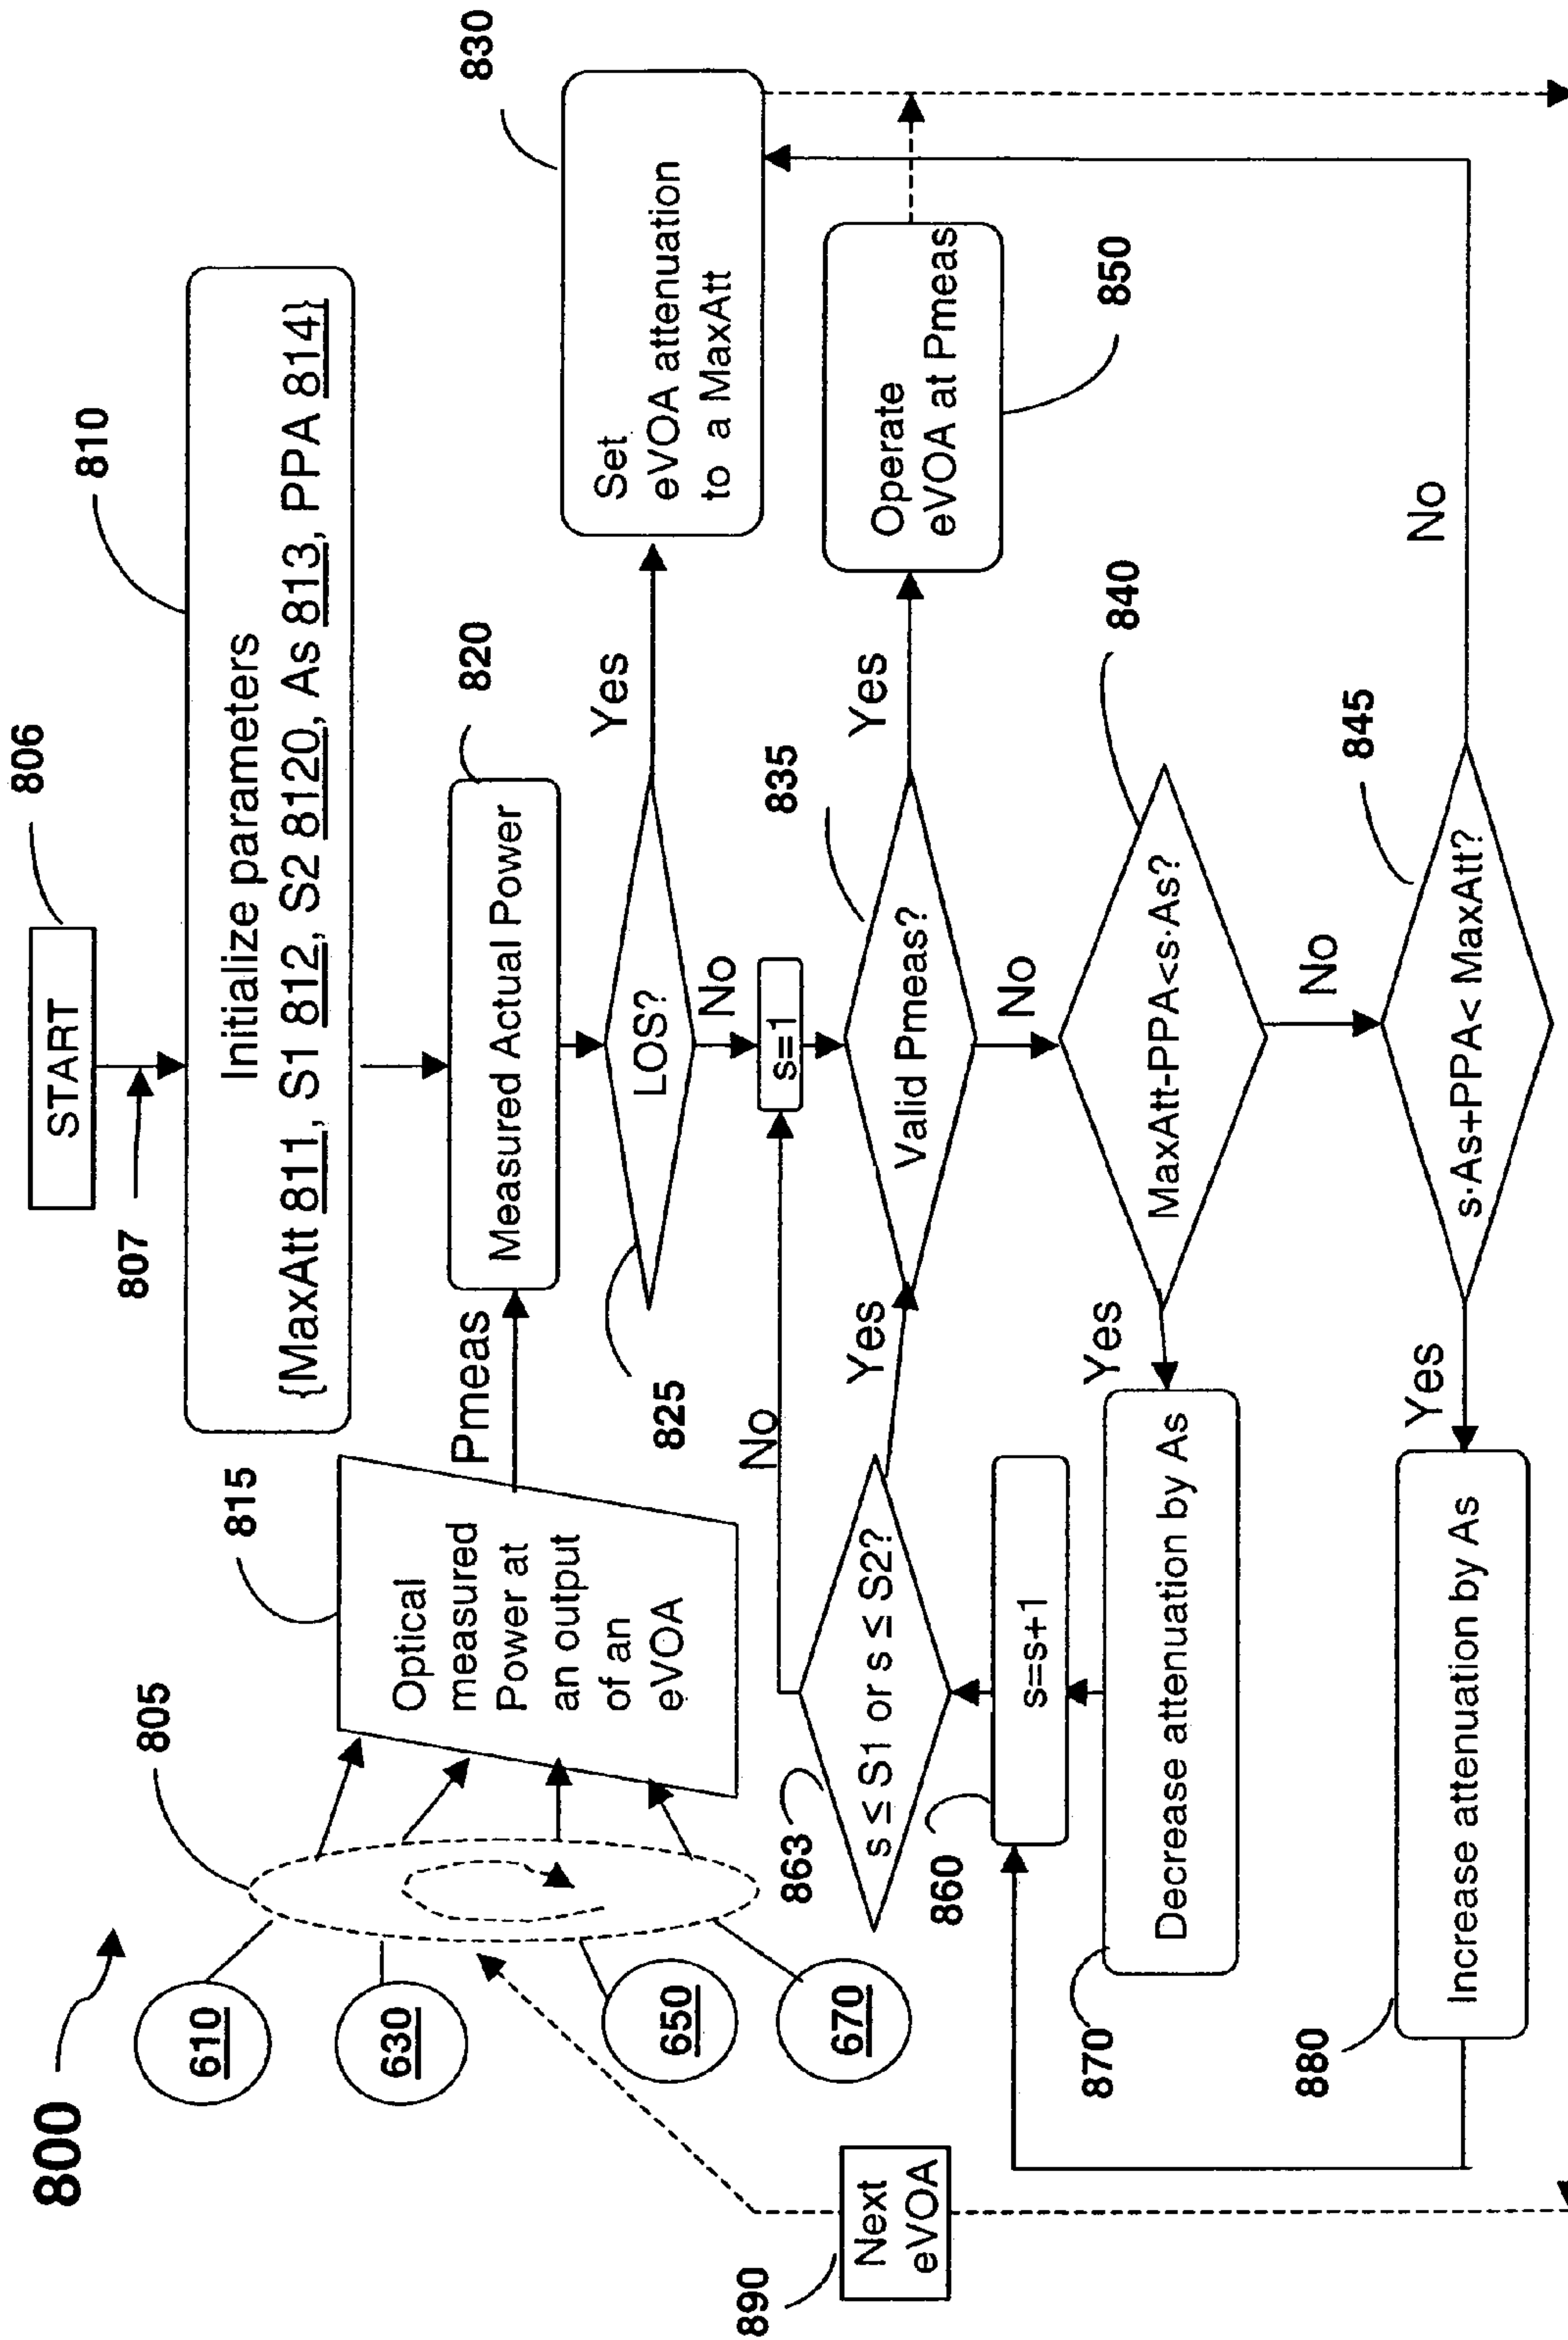 800
START
806
807
Initialize parameters
{MaxAtt 811, S1 812, S2 8120, As 813, PPA 814}
810
805
610
630
650
670
815
Optical
measured
Power at
an output
of an
eVOA
Pmeas
Measured Actual Power
820
LOS?
825
Yes
No
Set
eVOA attenuation
to a MaxAtt
830
s=1
No
Valid Pmeas?
835
Yes
No
Operate
eVOA at Pmeas
850
s ≤ S1 or s ≤ S2?
863
Yes
s=s+1
860
MaxAtt-PPA<s·As?
840
Yes
No
Decrease attenuation by As
870
s·As+PPA< MaxAtt?
845
Yes
No
Increase attenuation by As
880
Next
eVOA
890